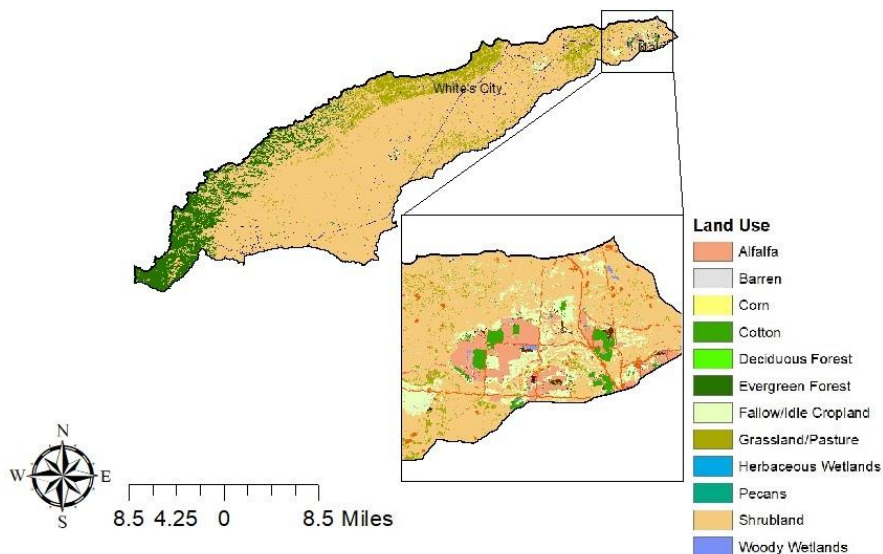 White's City
Land Use
Alfalfa
Barren
Corn
Cotton
Deciduous Forest
Evergreen Forest
Fallow/Idle Cropland
Grassland/Pasture
Herbaceous Wetlands
Pecans
Shrubland
Woody Wetlands
N
W E
S
8.5 4.25 0 8.5 Miles